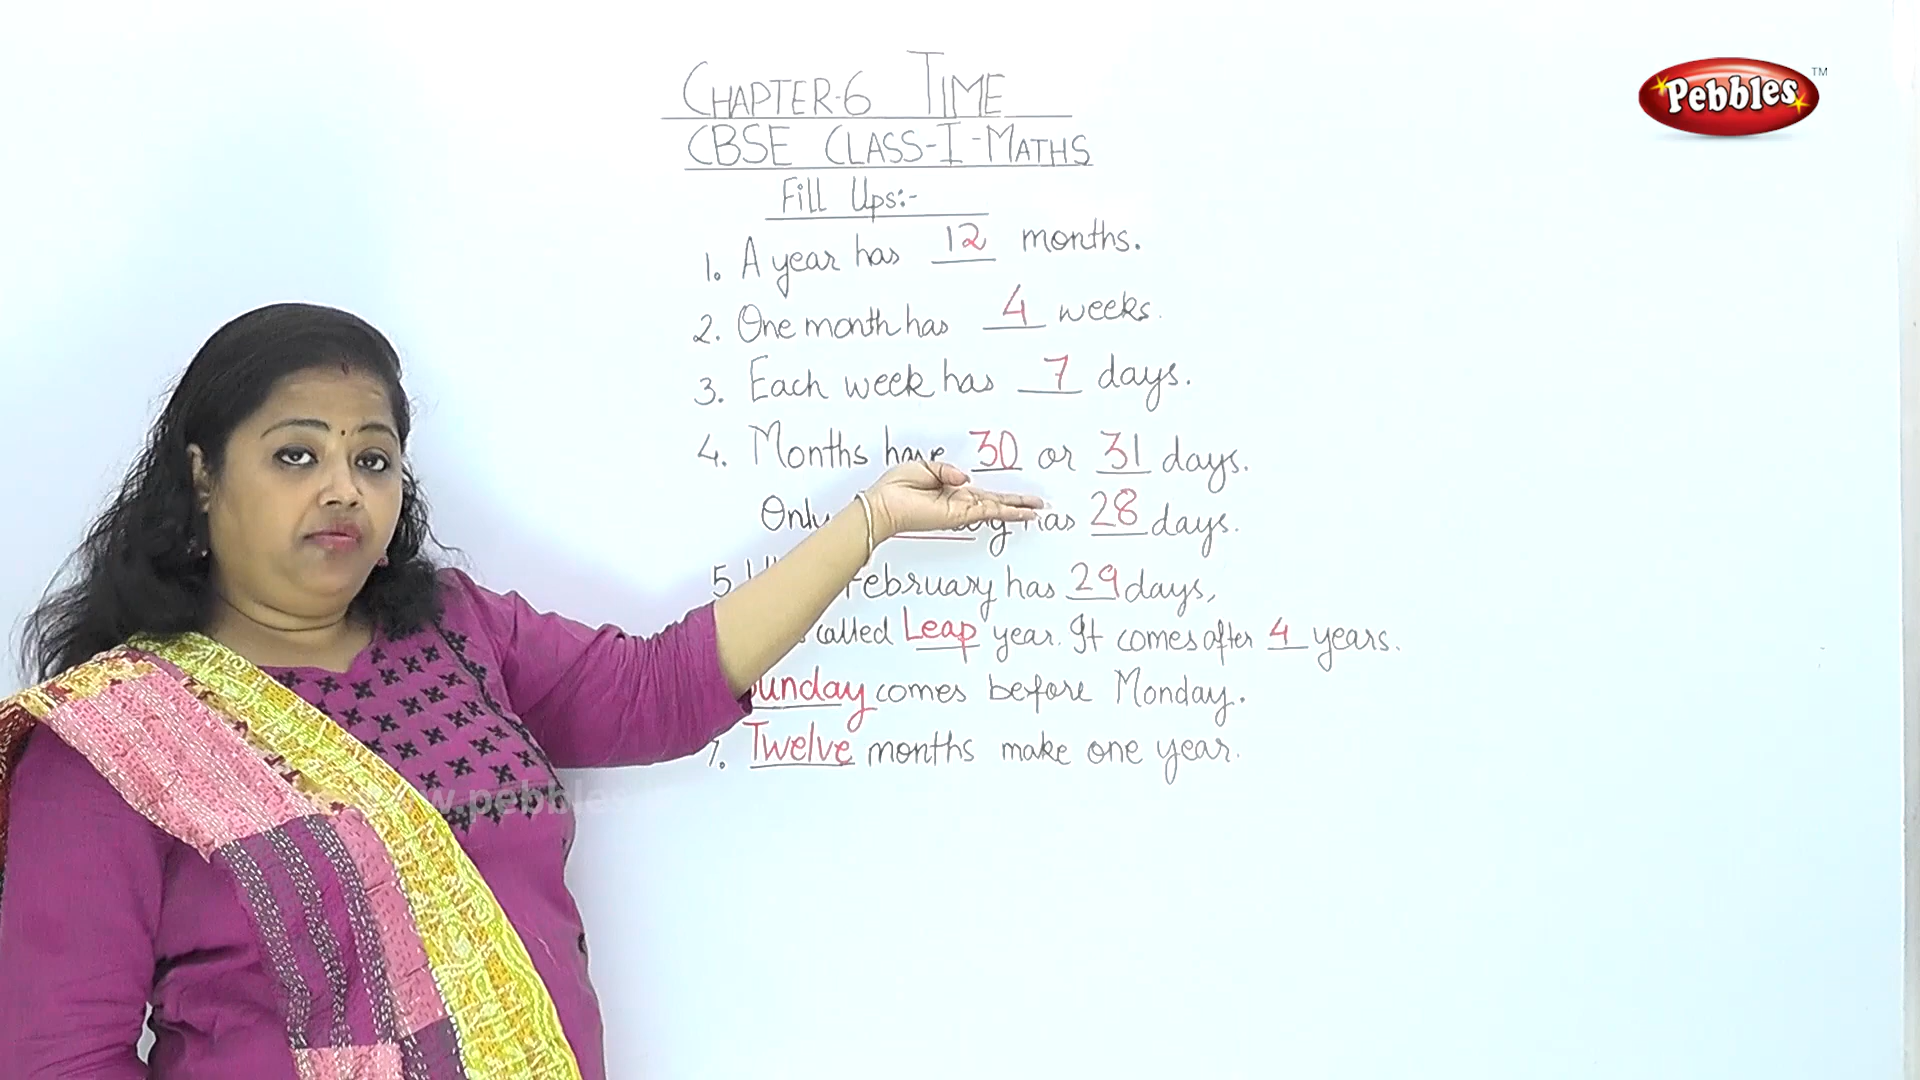 CHAPTER-6 TIME
Pebbles TM
CBSE CLASS-I-MATHS
Fill Ups:-
1. A year has 12 months.
2. One month has 4 weeks.
3. Each week has 7 days.
4. Months have 30 or 31 days.
Only has 28 days.
5 February has 29 days,
called Leap year. It comes after 4 years.
Sunday comes before Monday.
7. Twelve months make one year.
w.pebbles